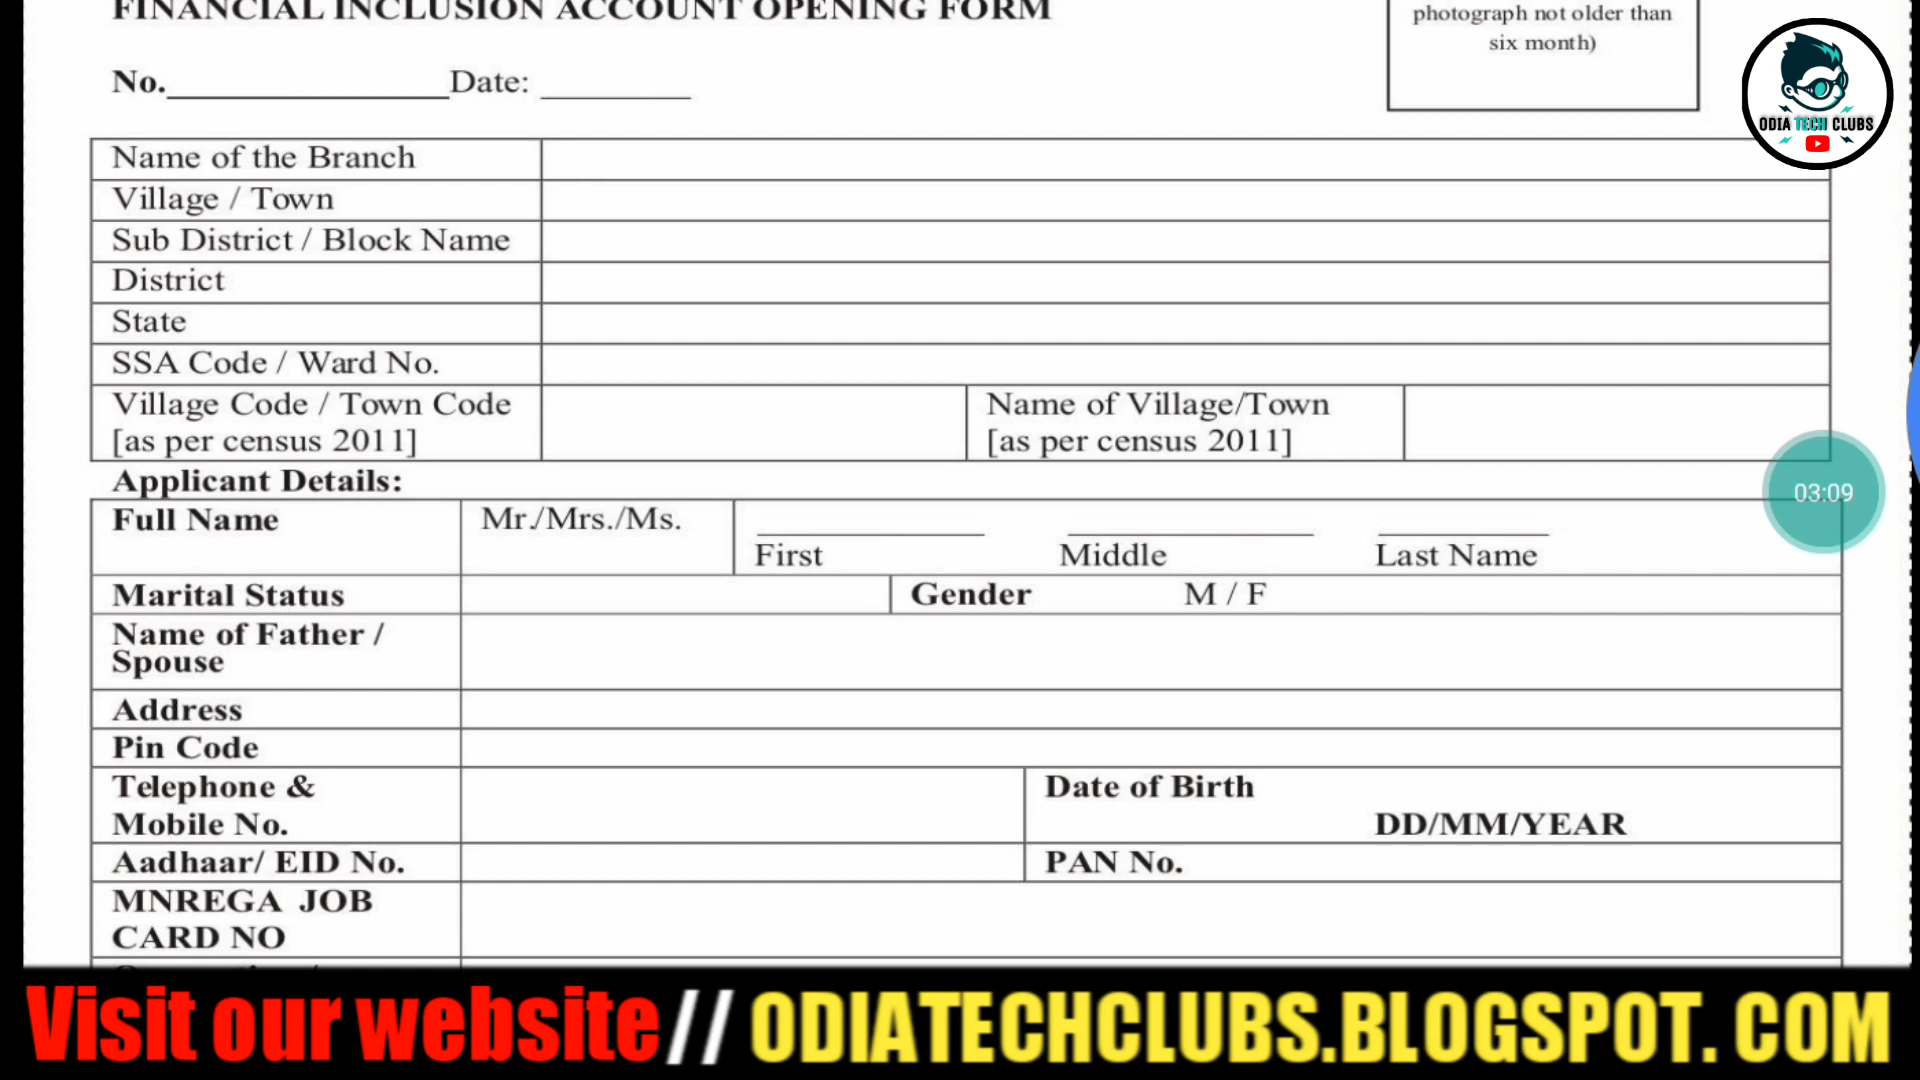 FINANCIAL INCLUSION ACCOUNT OPENING FORM
photograph not older than
six month)
No. Date:
ODIA TECH CLUBS
Name of the Branch
Village / Town
Sub District / Block Name
District
State
SSA Code / Ward No.
Village Code / Town Code
[as per census 2011]
Name of Village/Town
[as per census 2011]
Applicant Details:
03:09
Full Name Mr./Mrs./Ms.
First Middle Last Name
Marital Status Gender M / F
Name of Father /
Spouse
Address
Pin Code
Telephone &
Mobile No.
Date of Birth
DD/MM/YEAR
Aadhaar/ EID No. PAN No.
MNREGA JOB
CARD NO
Visit our website // ODIATECHCLUBS.BLOGSPOT. COM